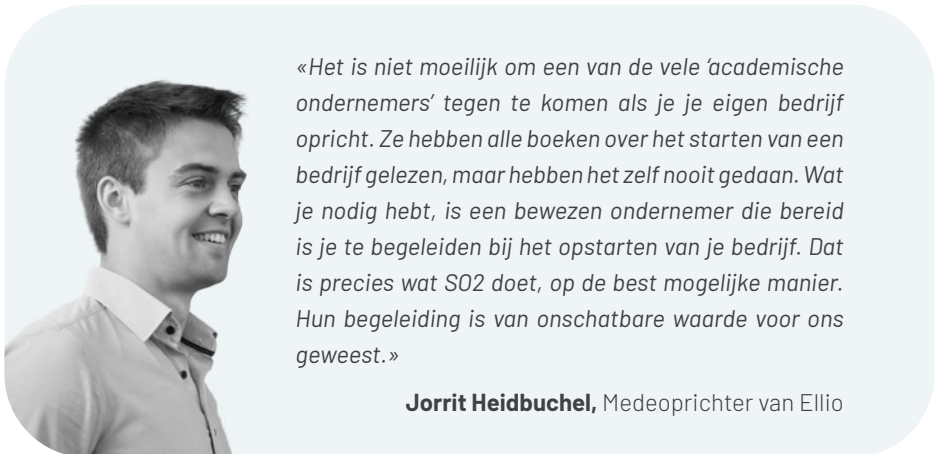 «Het is niet moeilijk om een van de vele ‘academische
ondernemers’ tegen te komen als je je eigen bedrijf
opricht. Ze hebben alle boeken over het starten van een
bedrijf gelezen, maar hebben het zelf nooit gedaan. Wat
je nodig hebt, is een bewezen ondernemer die bereid
is je te begeleiden bij het opstarten van je bedrijf. Dat
is precies wat SO2 doet, op de best mogelijke manier.
Hun begeleiding is van onschatbare waarde voor ons
geweest.»
Jorrit Heidbuchel, Medeoprichter van Ellio